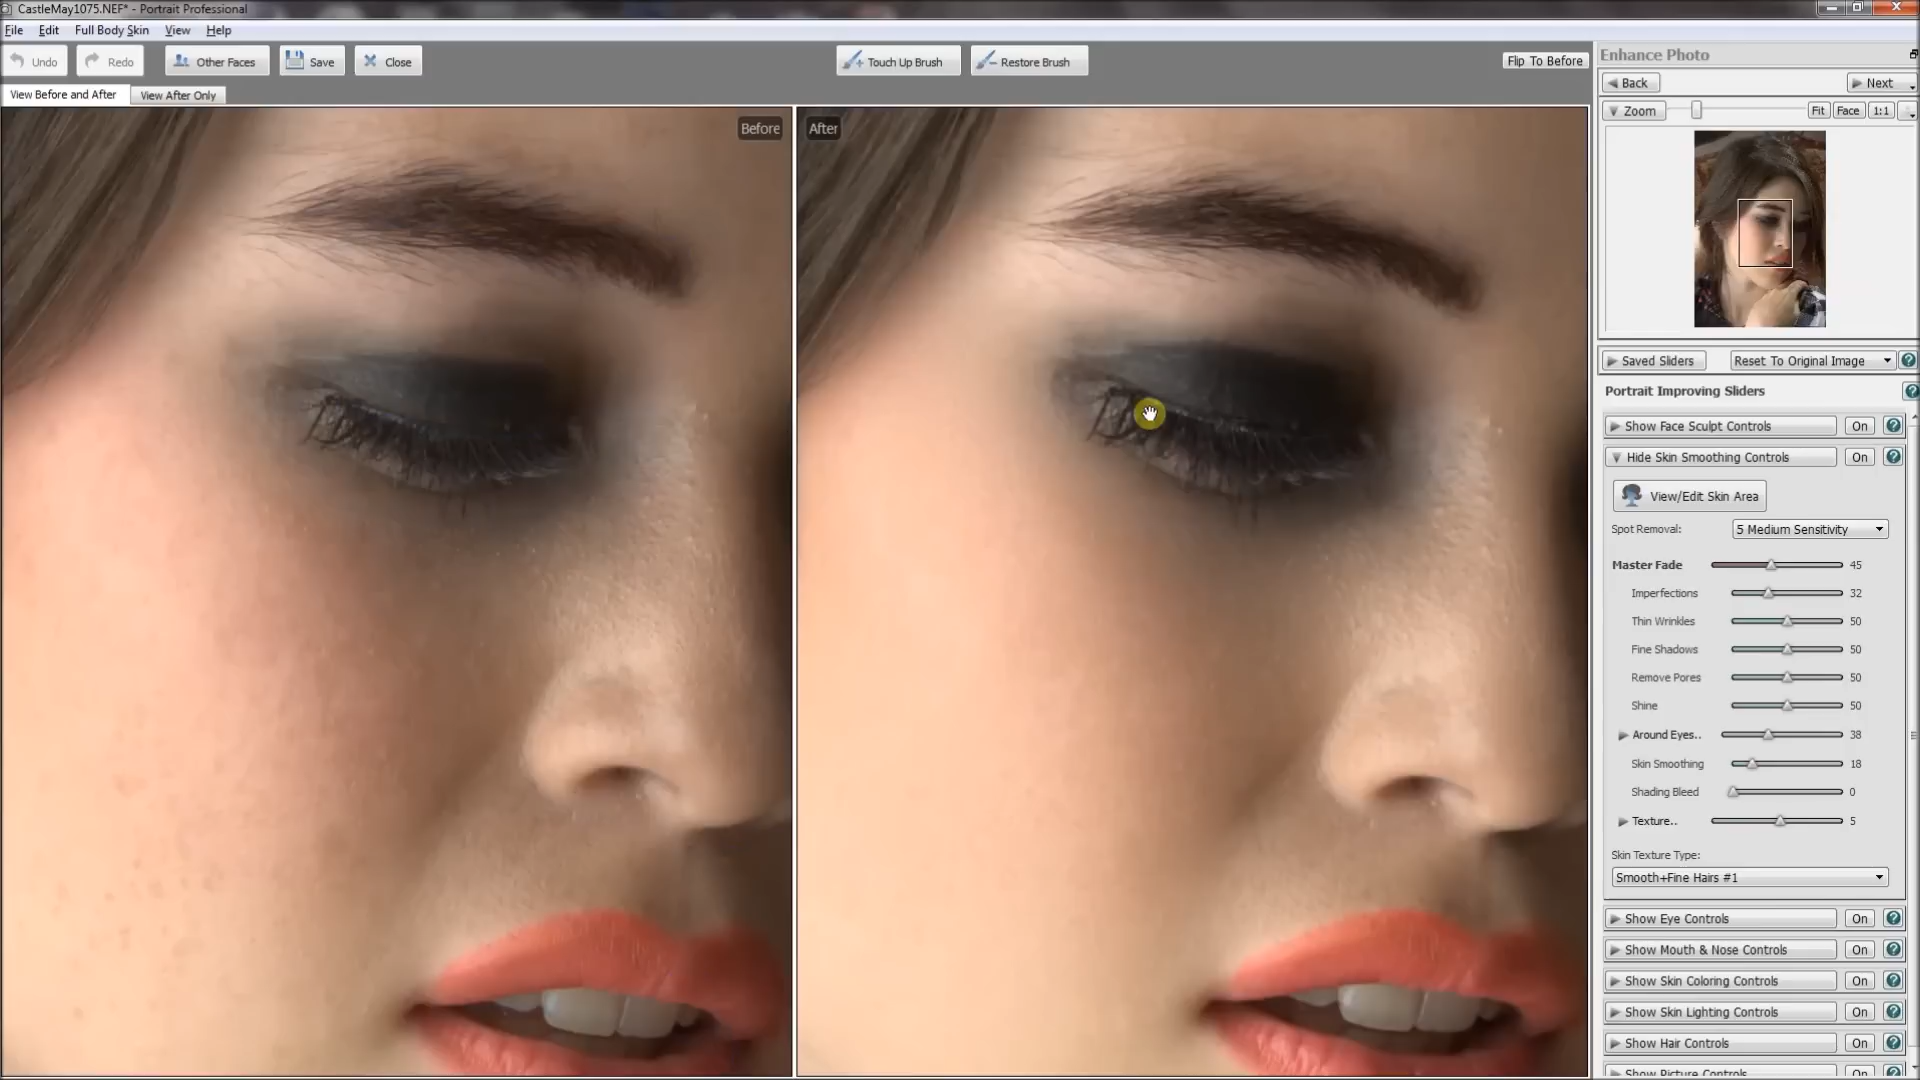 CastleMay1075.NEF* - Portrait Professional
File Edit Full Body Skin View Help
Undo Redo Other Faces Save Close Touch Up Brush Restore Brush Flip To Before
View Before and After View After Only
Before
After
Enhance Photo
Back Next
Zoom Fit Face 1:1
Saved Sliders Reset To Original Image
Portrait Improving Sliders
Show Face Sculpt Controls On
Hide Skin Smoothing Controls On
View/Edit Skin Area
Spot Removal: 5 Medium Sensitivity
Master Fade 45
Imperfections 32
Thin Wrinkles 50
Fine Shadows 50
Remove Pores 50
Shine 50
Around Eyes.. 38
Skin Smoothing 18
Shading Bleed 0
Texture.. 5
Skin Texture Type:
Smooth+Fine Hairs #1
Show Eye Controls On
Show Mouth & Nose Controls On
Show Skin Coloring Controls On
Show Skin Lighting Controls On
Show Hair Controls On
Show Picture Controls On